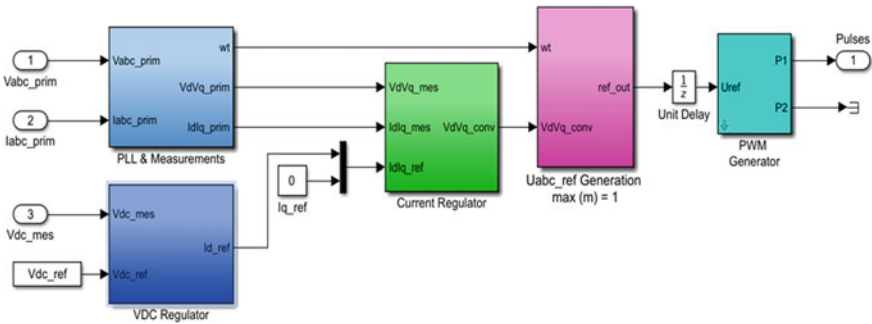 1
Vabc_prim
2
Iabc_prim
Vabc_prim
Iabc_prim
wt
VdVq_prim
IdIq_prim
PLL & Measurements
3
Vdc_mes
Vdc_ref
Vdc_mes
Vdc_ref
Id_ref
VDC Regulator
0
Iq_ref
VdVq_mes
IdIq_mes
IdIq_ref
VdVq_conv
Current Regulator
wt
VdVq_conv
ref_out
Uabc_ref Generation
max (m) = 1
1
z
Unit Delay
Uref
P1
P2
PWM
Generator
Pulses
1